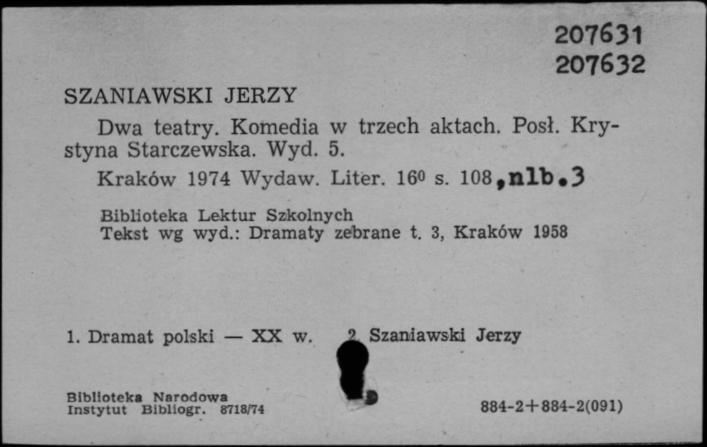 207631
207632
SZANIAWSKI JERZY
Dwa teatry. Komedia w trzech aktach. Posł. Kry-
styna Starczewska. Wyd. 5.
Kraków 1974 Wydaw. Liter. 16⁰ s. 108, nlb. 3
Biblioteka Lektur Szkolnych
Tekst wg wyd.: Dramaty zebrane t. 3, Kraków 1958
1. Dramat polski — XX w. 2. Szaniawski Jerzy
Biblioteka Narodowa
Instytut Bibliogr. 8718/74
884-2+884-2(091)